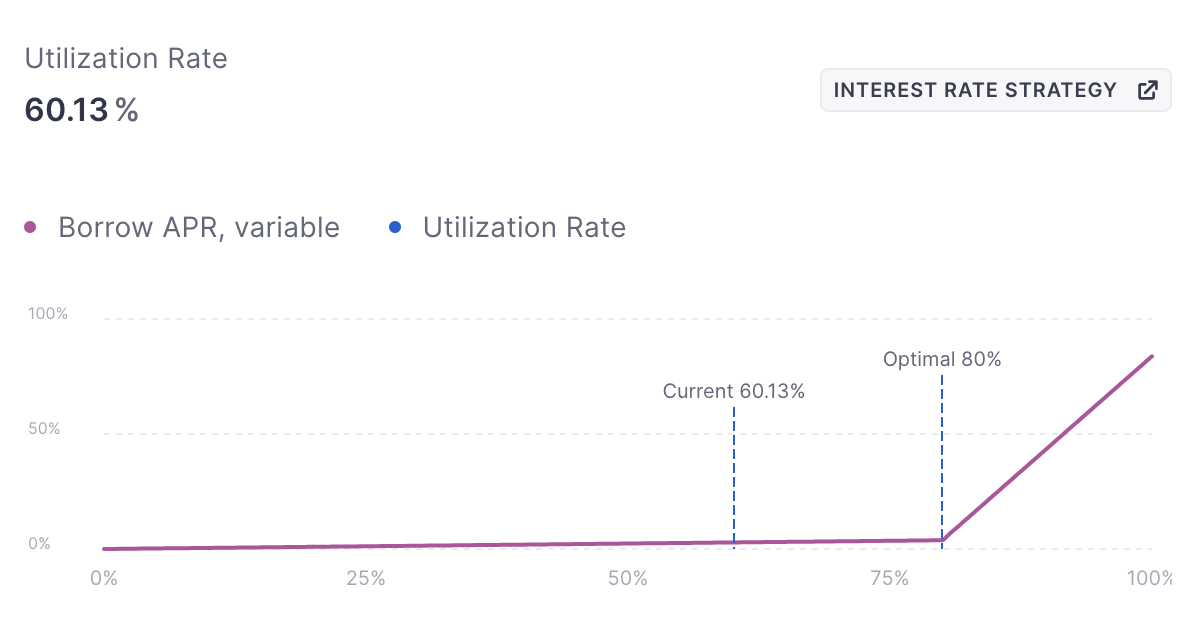 Utilization Rate
60.13 %
INTEREST RATE STRATEGY
Borrow APR, variable
Utilization Rate
100%
Optimal 80%
Current 60.13%
50%
0%
0% 25% 50% 75% 100%